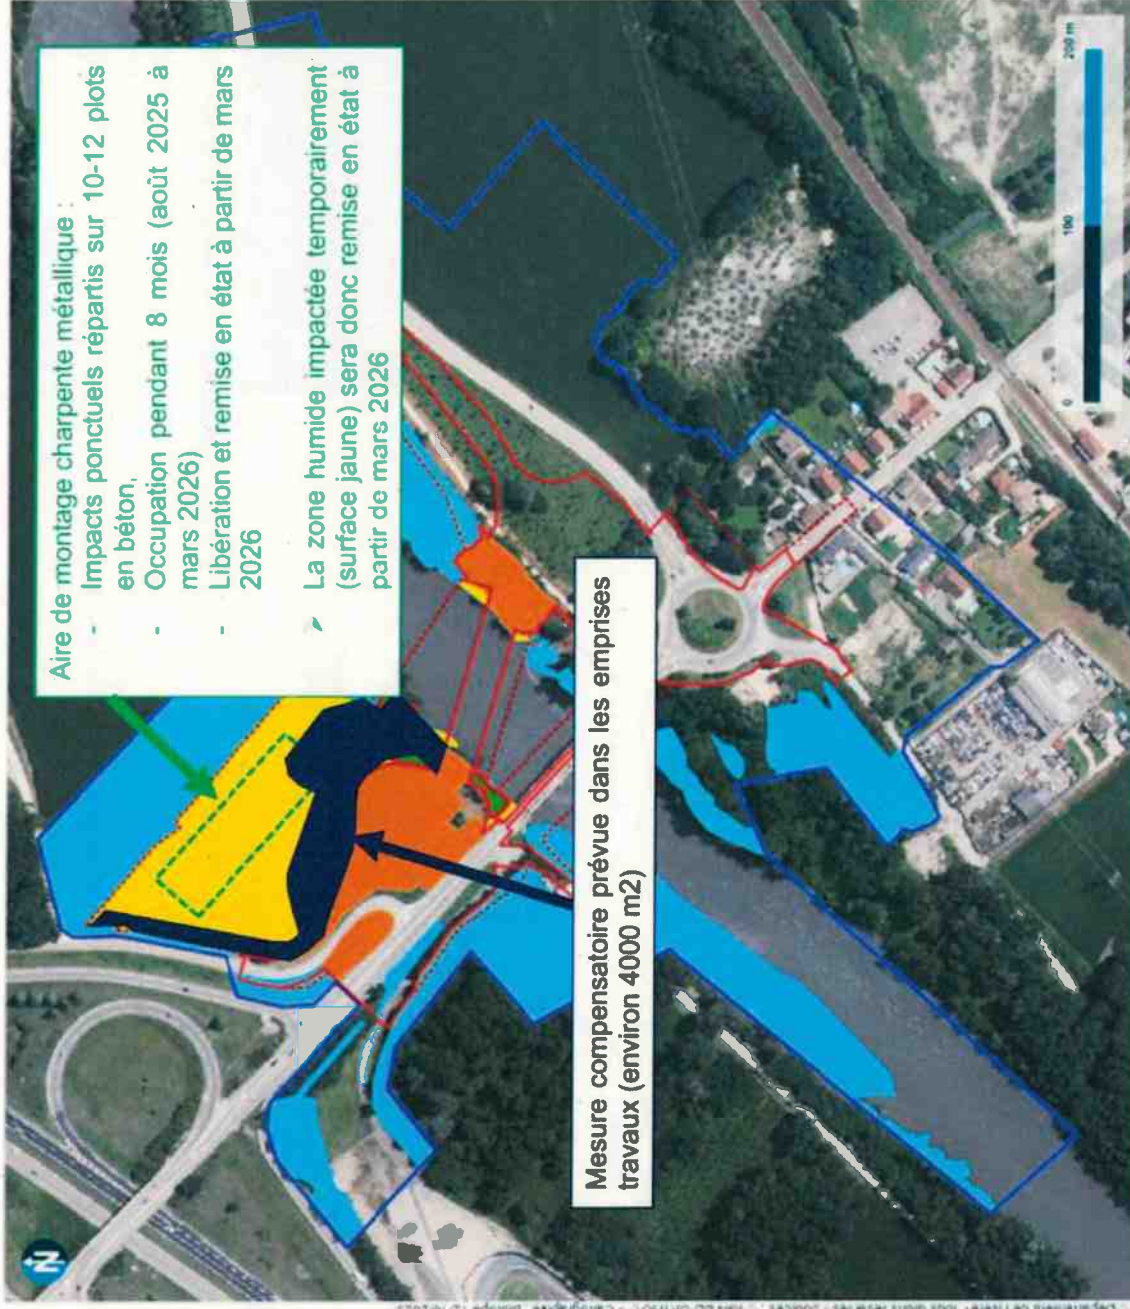 Aire de montage charpente métallique :
- Impacts ponctuels répartis sur 10-12 plots
en béton,
- Occupation pendant 8 mois (août 2025 à
mars 2026)
- Libération et remise en état à partir de mars
2026
La zone humide impactée temporairement
(surface jaune) sera donc remise en état à
partir de mars 2026
Mesure compensatoire prévue dans les emprises
travaux (environ 4000 m2)
N
0 100 200 m